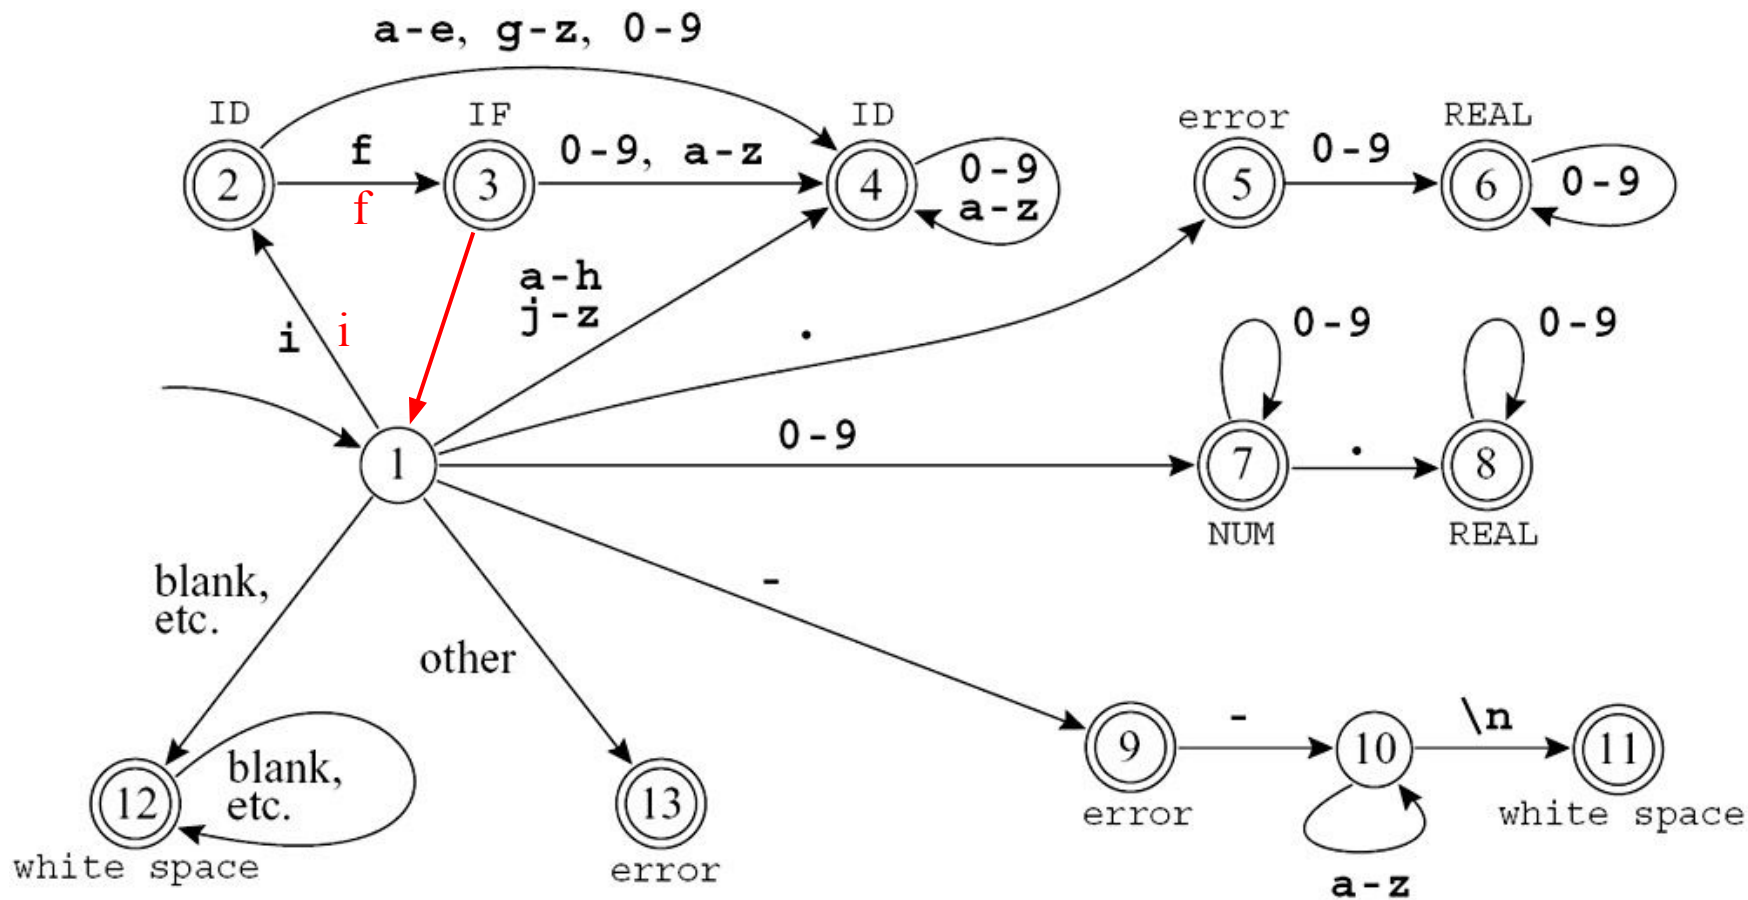 a-e, g-z, 0-9
ID
IF
ID
error
REAL
f
0-9, a-z
0-9
a-z
0-9
0-9
2
3
4
5
6
f
a-h
j-z
i
i
.
0-9
0-9
0-9
1
7
.
8
NUM
REAL
blank,
etc.
-
other
-
\n
9
10
11
blank,
etc.
12
13
error
white space
white space
error
a-z